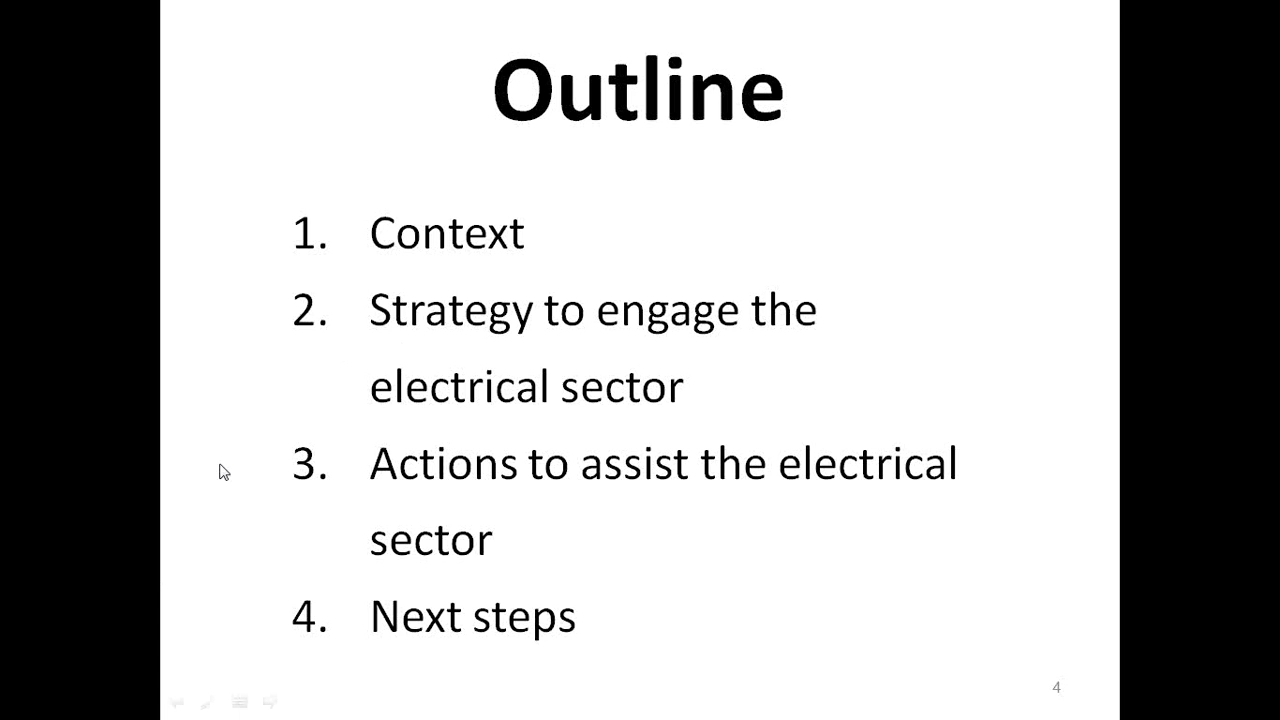 Outline
1. Context
2. Strategy to engage the
electrical sector
3. Actions to assist the electrical
sector
4. Next steps
4